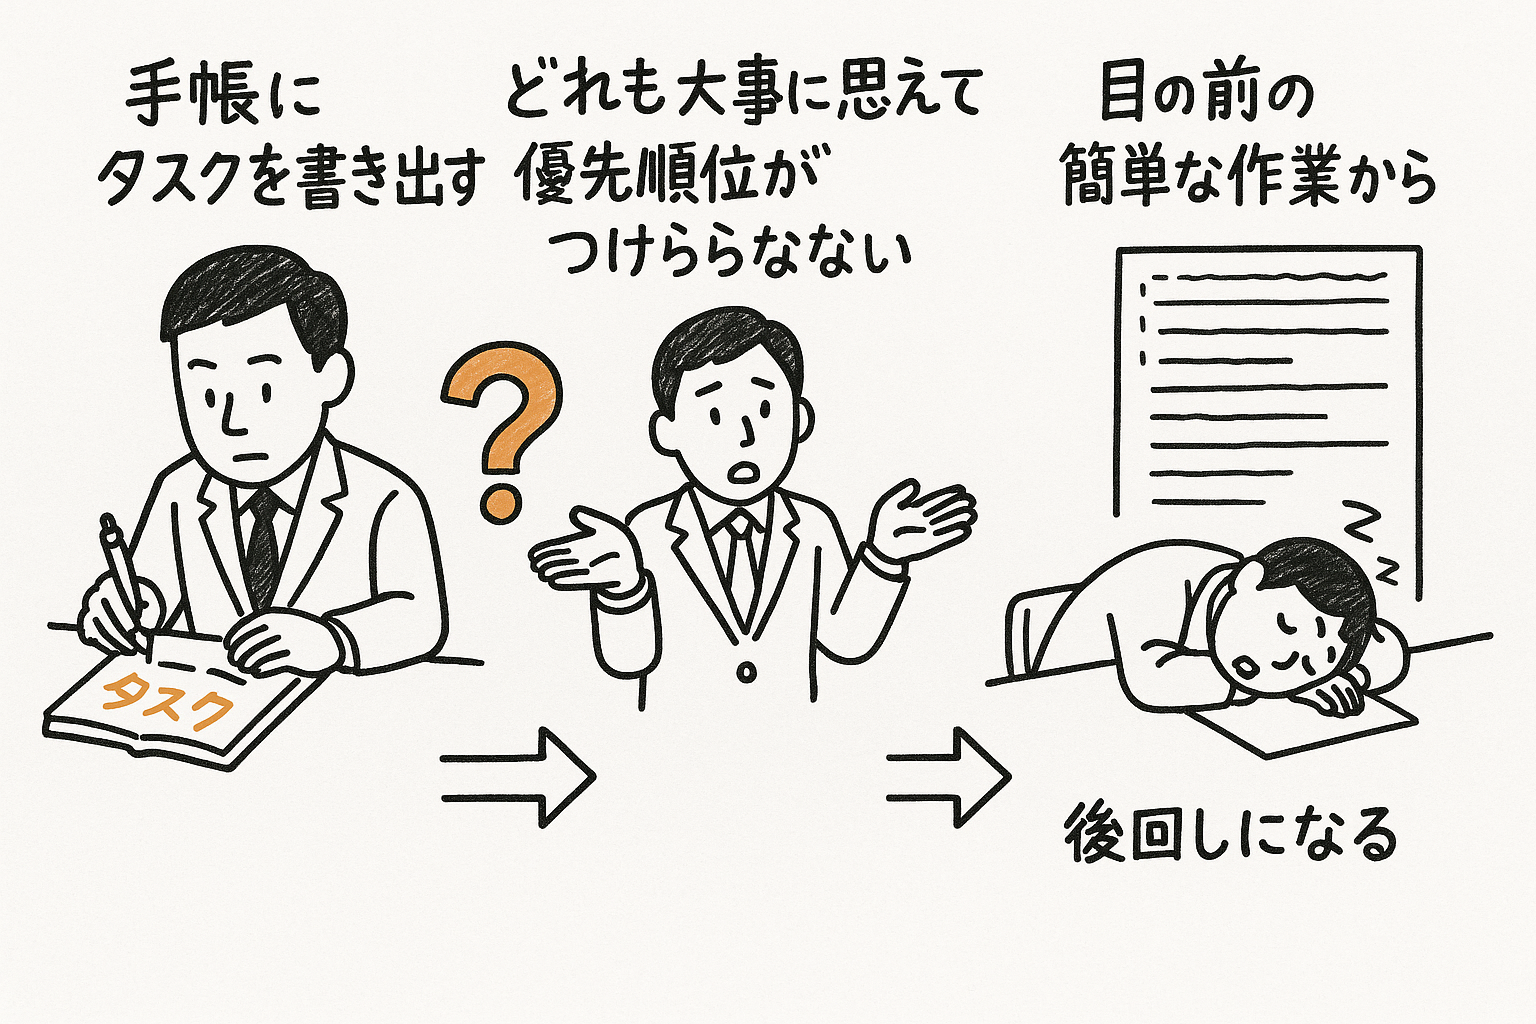 手帳に
タスクを書き出す
タスク
どれも大事に思えて
優先順位が
つけららなない
目の前の
簡単な作業から
z
z
後回しになる